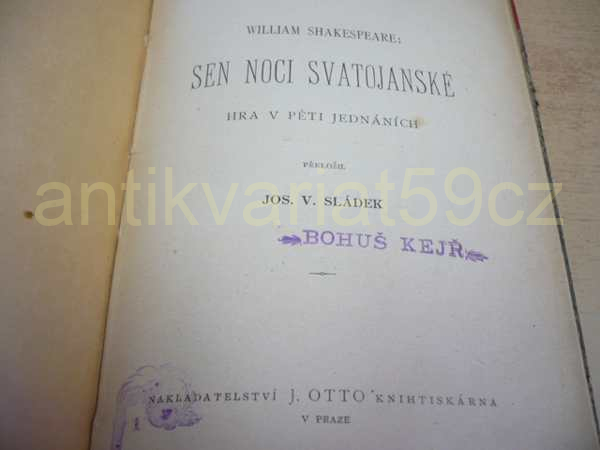 WILLIAM SHAKESPEARE:
SEN NOCI SVATOJANSKÉ
HRA V PĚTI JEDNÁNÍCH
PŘELOŽIL
antikvariat59cz
JOS. V. SLÁDEK
BOHUŠ KEJŘ
NAKLADATELSTVÍ J. OTTO KNIHTISKÁRNA
V PRAZE